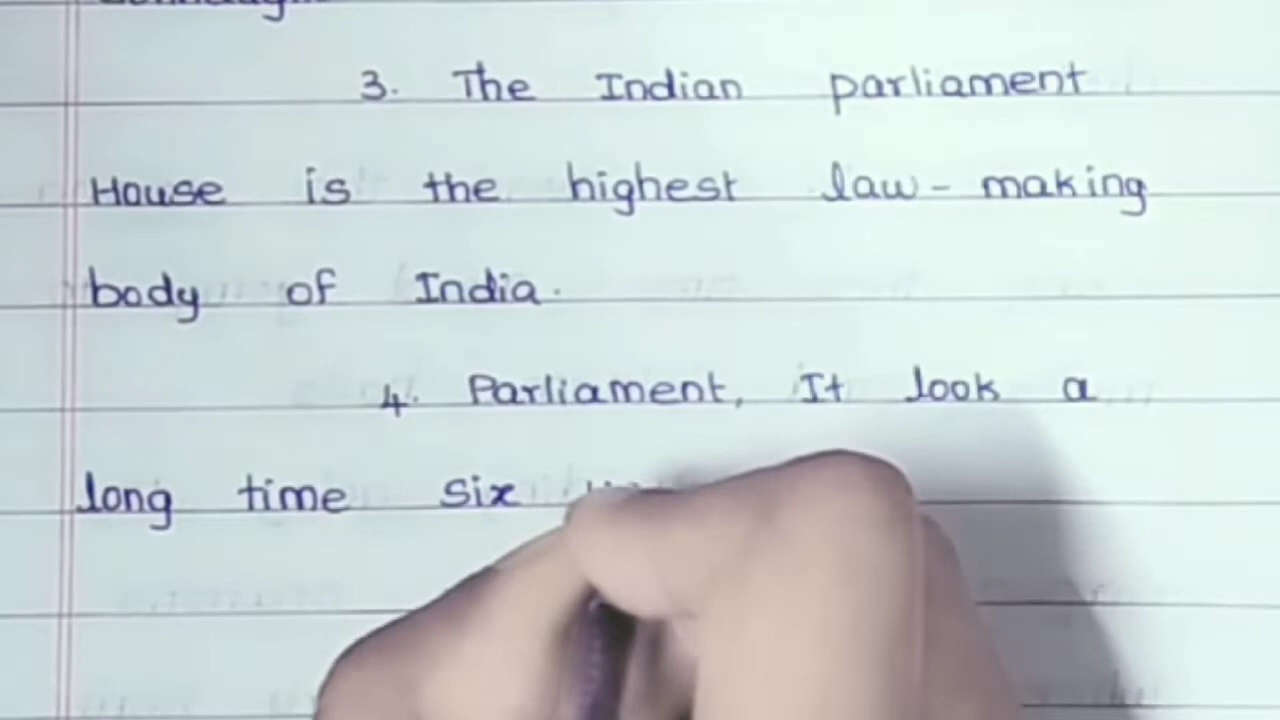 3. The Indian parliament
House is the highest law-making
body of India.
4. Parliament, It look a
long time six